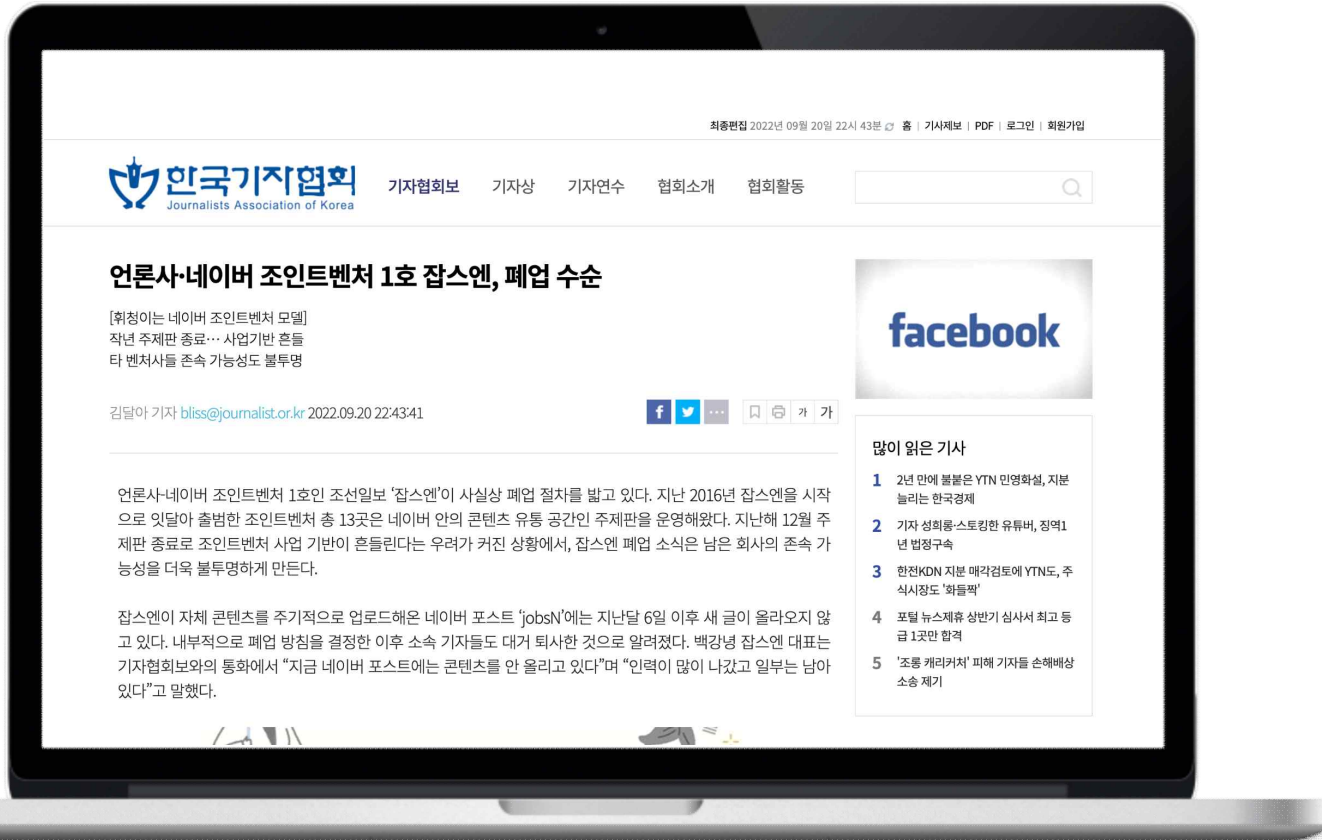 최종편집 2022년 09월 20일 22시 43분 홈 | 기사제보 | PDF | 로그인 | 회원가입
한국기자협회
Journalists Association of Korea
기자협회보 기자상 기자연수 협회소개 협회활동
언론사·네이버 조인트벤처 1호 잡스엔, 폐업 수순
[휘청이는 네이버 조인트벤처 모델]
작년 주제판 종료… 사업기반 흔들
타 벤처사들 존속 가능성도 불투명
김달아 기자 bliss@journalist.or.kr 2022.09.20 22:43:41
f
가 가
언론사-네이버 조인트벤처 1호인 조선일보 ‘잡스엔’이 사실상 폐업 절차를 밟고 있다. 지난 2016년 잡스엔을 시작
으로 잇달아 출범한 조인트벤처 총 13곳은 네이버 안의 콘텐츠 유통 공간인 주제판을 운영해왔다. 지난해 12월 주
제판 종료로 조인트벤처 사업 기반이 흔들린다는 우려가 커진 상황에서, 잡스엔 폐업 소식은 남은 회사의 존속 가
능성을 더욱 불투명하게 만든다.
잡스엔이 자체 콘텐츠를 주기적으로 업로드해온 네이버 포스트 ‘jobsN’에는 지난달 6일 이후 새 글이 올라오지 않
고 있다. 내부적으로 폐업 방침을 결정한 이후 소속 기자들도 대거 퇴사한 것으로 알려졌다. 백강녕 잡스엔 대표는
기자협회보와의 통화에서 “지금 네이버 포스트에는 콘텐츠를 안 올리고 있다”며 “인력이 많이 나갔고 일부는 남아
있다”고 말했다.
facebook
많이 읽은 기사
1 2년 만에 불붙은 YTN 민영화설, 지분
늘리는 한국경제
2 기자 성희롱·스토킹한 유튜버, 징역1
년 법정구속
3 한전KDN 지분 매각검토에 YTN도, 주
식시장도 '화들짝'
4 포털 뉴스제휴 상반기 심사서 최고 등
급 1곳만 합격
5 '조롱 캐리커처' 피해 기자들 손해배상
소송 제기